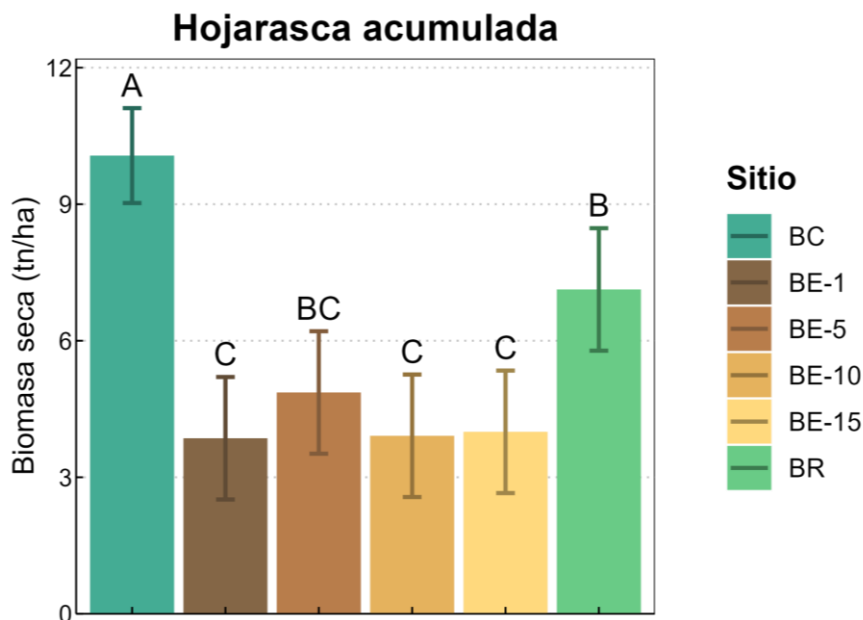 Hojarasca acumulada
Biomasa seca (tn/ha)
12
9
6
3
0
A
C
BC
C
C
B
Sitio
BC
BE-1
BE-5
BE-10
BE-15
BR